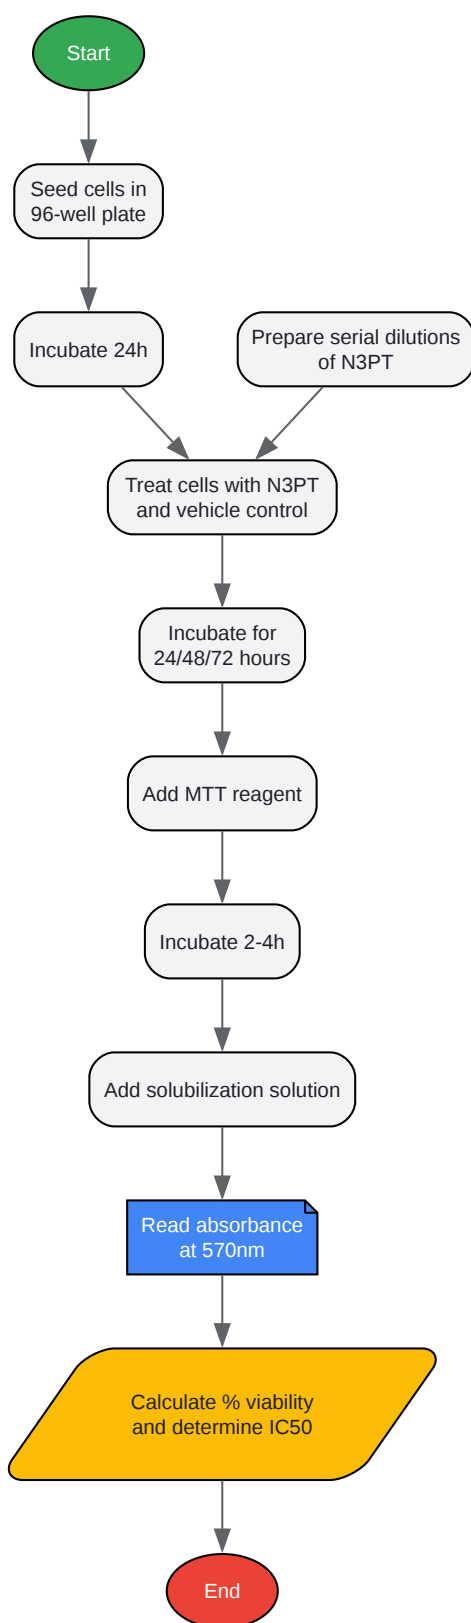 Start
Seed cells in
96-well plate
Incubate 24h
Prepare serial dilutions
of N3PT
Treat cells with N3PT
and vehicle control
Incubate for
24/48/72 hours
Add MTT reagent
Incubate 2-4h
Add solubilization solution
Read absorbance
at 570nm
Calculate % viability
and determine IC50
End